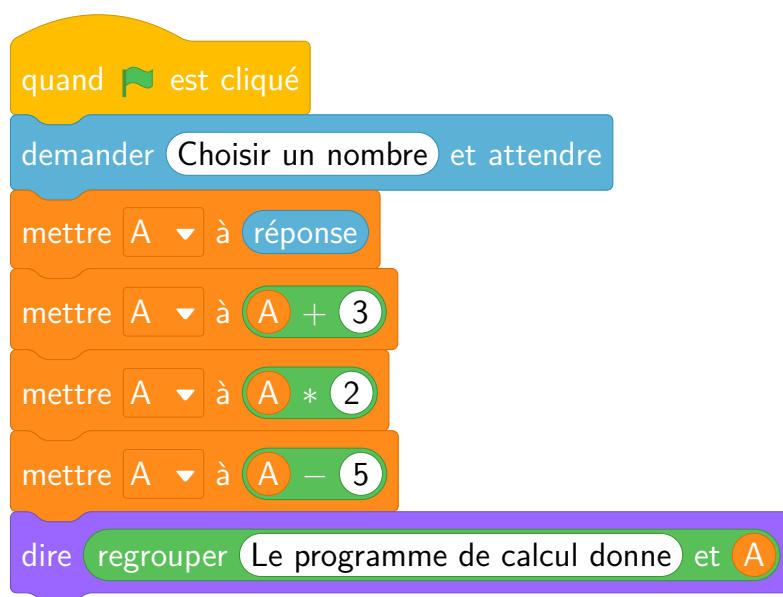 quand est cliqué
demander Choisir un nombre et attendre
mettre A à réponse
mettre A à A + 3
mettre A à A * 2
mettre A à A − 5
dire regrouper Le programme de calcul donne et A